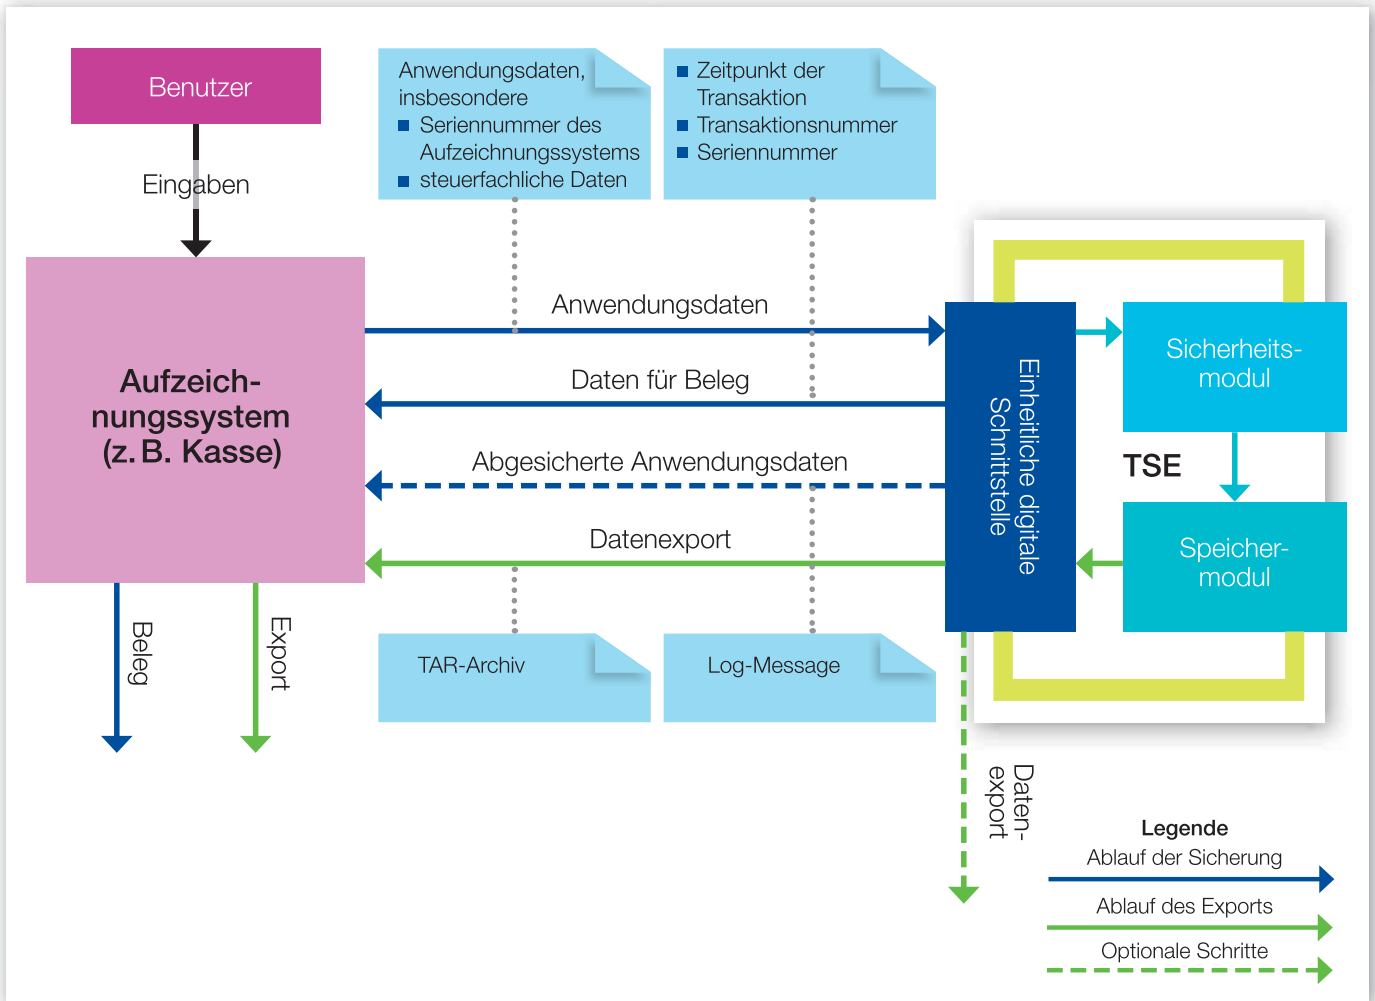 Benutzer
Eingaben
Anwendungsdaten,
insbesondere
Seriennummer des
Aufzeichnungssystems
steuerfachliche Daten
Zeitpunkt der
Transaktion
Transaktionsnummer
Seriennummer
Aufzeich-
nungssystem
(z. B. Kasse)
Anwendungsdaten
Daten für Beleg
Abgesicherte Anwendungsdaten
Datenexport
Einheitliche digitale
Schnittstelle
Sicherheits-
modul
TSE
Speicher-
modul
Beleg
Export
TAR-Archiv
Log-Message
Daten-
export
Legende
Ablauf der Sicherung
Ablauf des Exports
Optionale Schritte